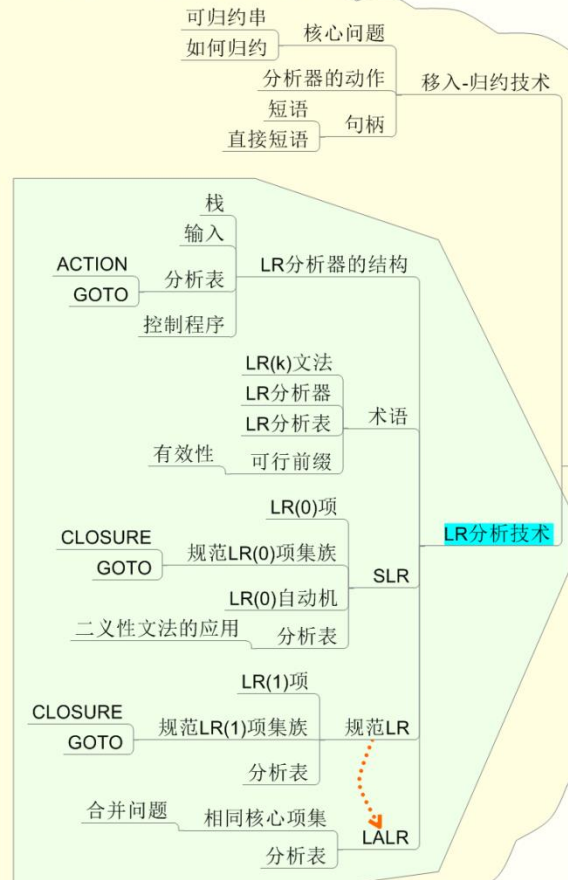 可归约串
如何归约
核心问题
分析器的动作
移入-归约技术
短语
直接短语
句柄
栈
输入
ACTION
GOTO
分析表
LR分析器的结构
控制程序
LR(k)文法
LR分析器
LR分析表
术语
有效性
可行前缀
LR(0)项
LR分析技术
CLOSURE
GOTO
规范LR(0)项集族
SLR
LR(0)自动机
二义性文法的应用
分析表
LR(1)项
CLOSURE
GOTO
规范LR(1)项集族
规范LR
分析表
合并问题
相同核心项集
LALR
分析表